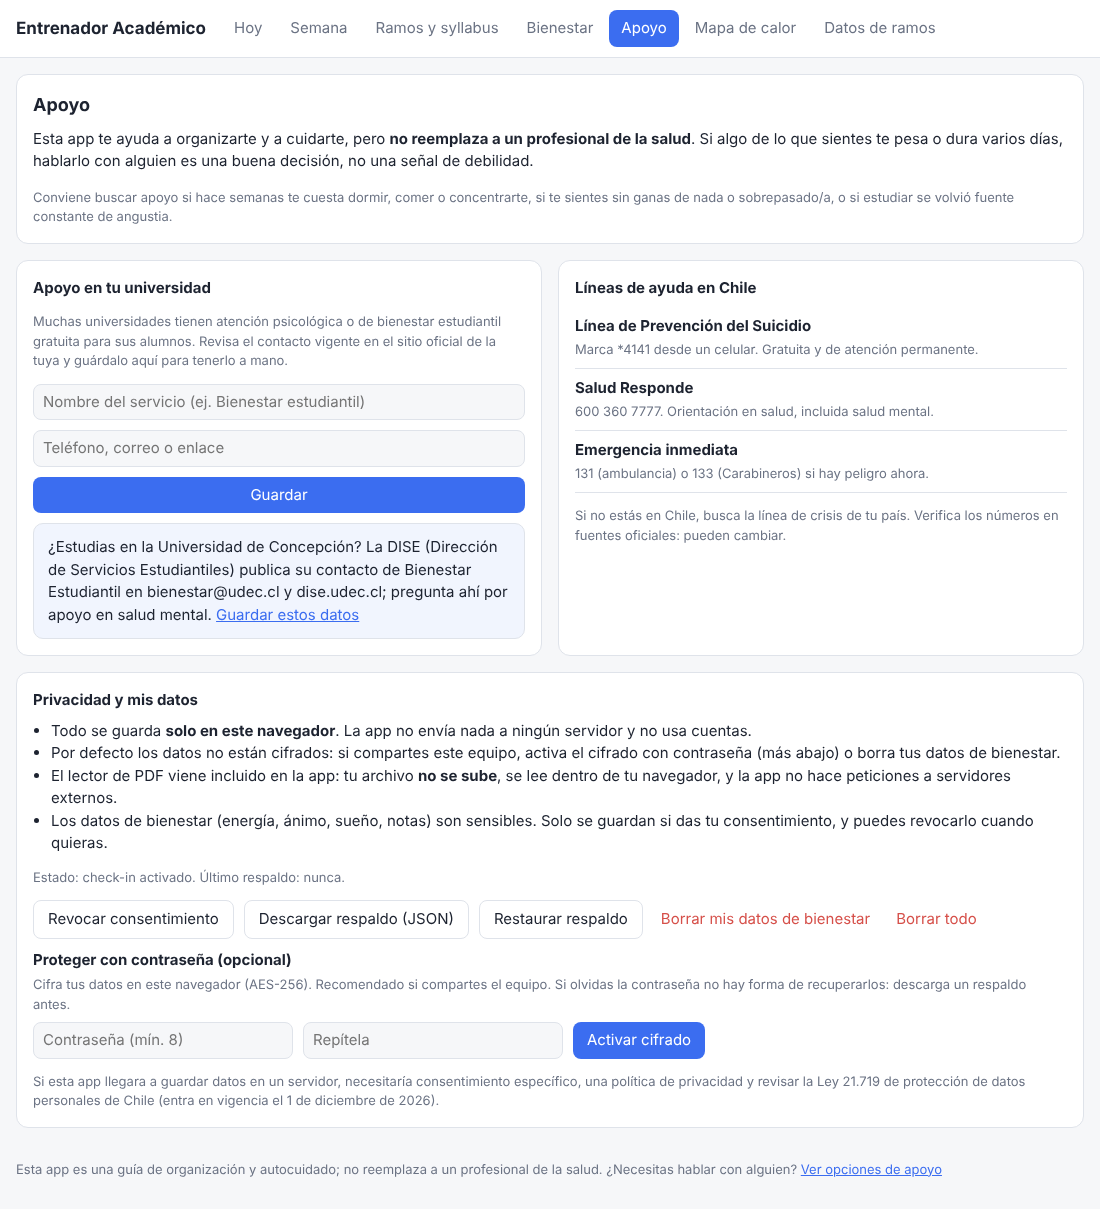 Entrenador Académico
Hoy
Semana
Ramos y syllabus
Bienestar
Apoyo
Mapa de calor
Datos de ramos
Apoyo
Esta app te ayuda a organizarte y a cuidarte, pero no reemplaza a un profesional de la salud. Si algo de lo que sientes te pesa o dura varios días,
hablarlo con alguien es una buena decisión, no una señal de debilidad.
Conviene buscar apoyo si hace semanas te cuesta dormir, comer o concentrarte, si te sientes sin ganas de nada o sobrepasado/a, o si estudiar se volvió fuente
constante de angustia.
Apoyo en tu universidad
Muchas universidades tienen atención psicológica o de bienestar estudiantil
gratuita para sus alumnos. Revisa el contacto vigente en el sitio oficial de la
tuya y guárdalo aquí para tenerlo a mano.
Nombre del servicio (ej. Bienestar estudiantil)
Teléfono, correo o enlace
Guardar
¿Estudias en la Universidad de Concepción? La DISE (Dirección
de Servicios Estudiantiles) publica su contacto de Bienestar
Estudiantil en bienestar@udec.cl y dise.udec.cl; pregunta ahí por
apoyo en salud mental. Guardar estos datos
Líneas de ayuda en Chile
Línea de Prevención del Suicidio
Marca *4141 desde un celular. Gratuita y de atención permanente.
Salud Responde
600 360 7777. Orientación en salud, incluida salud mental.
Emergencia inmediata
131 (ambulancia) o 133 (Carabineros) si hay peligro ahora.
Si no estás en Chile, busca la línea de crisis de tu país. Verifica los números en
fuentes oficiales: pueden cambiar.
Privacidad y mis datos
• Todo se guarda solo en este navegador. La app no envía nada a ningún servidor y no usa cuentas.
• Por defecto los datos no están cifrados: si compartes este equipo, activa el cifrado con contraseña (más abajo) o borra tus datos de bienestar.
• El lector de PDF viene incluido en la app: tu archivo no se sube, se lee dentro de tu navegador, y la app no hace peticiones a servidores
externos.
• Los datos de bienestar (energía, ánimo, sueño, notas) son sensibles. Solo se guardan si das tu consentimiento, y puedes revocarlo cuando
quieras.
Estado: check-in activado. Último respaldo: nunca.
Revocar consentimiento
Descargar respaldo (JSON)
Restaurar respaldo
Borrar mis datos de bienestar
Borrar todo
Proteger con contraseña (opcional)
Cifra tus datos en este navegador (AES-256). Recomendado si compartes el equipo. Si olvidas la contraseña no hay forma de recuperarlos: descarga un respaldo
antes.
Contraseña (mín. 8)
Repítela
Activar cifrado
Si esta app llegara a guardar datos en un servidor, necesitaría consentimiento específico, una política de privacidad y revisar la Ley 21.719 de protección de datos
personales de Chile (entra en vigencia el 1 de diciembre de 2026).
Esta app es una guía de organización y autocuidado; no reemplaza a un profesional de la salud. ¿Necesitas hablar con alguien? Ver opciones de apoyo